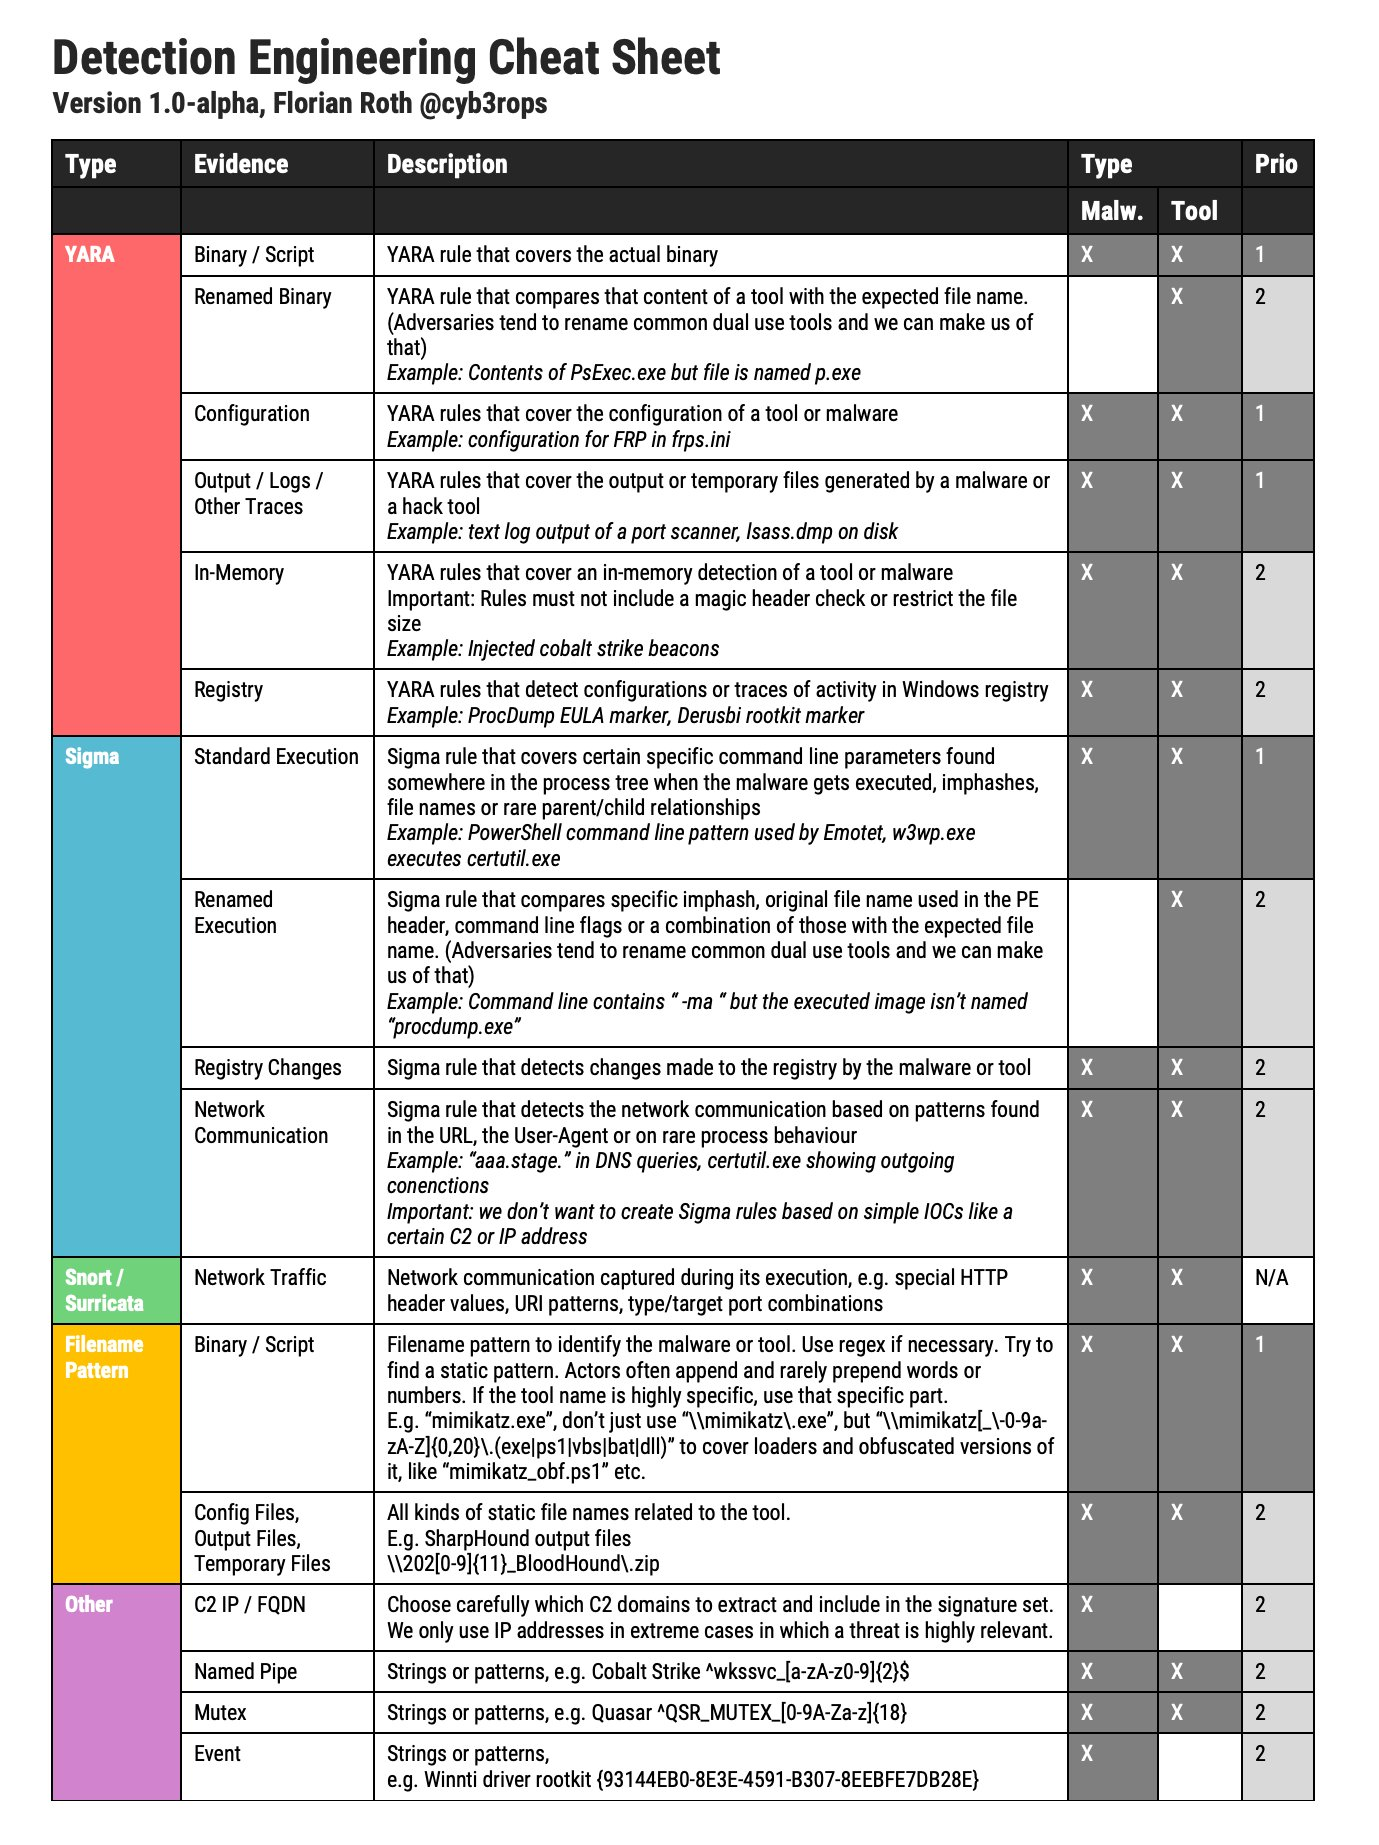 Detection Engineering Cheat Sheet
Version 1.0-alpha, Florian Roth @cyb3rops
Type Evidence Description Type Prio
Malw. Tool
YARA Binary / Script YARA rule that covers the actual binary X X 1
Renamed Binary YARA rule that compares that content of a tool with the expected file name. X 2
(Adversaries tend to rename common dual use tools and we can make us of
that)
Example: Contents of PsExec.exe but file is named p.exe
Configuration YARA rules that cover the configuration of a tool or malware X X 1
Example: configuration for FRP in frps.ini
Output / Logs / YARA rules that cover the output or temporary files generated by a malware or X X 1
Other Traces a hack tool
Example: text log output of a port scanner, lsass.dmp on disk
In-Memory YARA rules that cover an in-memory detection of a tool or malware X X 2
Important: Rules must not include a magic header check or restrict the file
size
Example: Injected cobalt strike beacons
Registry YARA rules that detect configurations or traces of activity in Windows registry X X 2
Example: ProcDump EULA marker, Derusbi rootkit marker
Sigma Standard Execution Sigma rule that covers certain specific command line parameters found X X 1
somewhere in the process tree when the malware gets executed, imphashes,
file names or rare parent/child relationships
Example: PowerShell command line pattern used by Emotet, w3wp.exe
executes certutil.exe
Renamed Sigma rule that compares specific imphash, original file name used in the PE X 2
Execution header, command line flags or a combination of those with the expected file
name. (Adversaries tend to rename common dual use tools and we can make
us of that)
Example: Command line contains “ -ma “ but the executed image isn’t named
“procdump.exe”
Registry Changes Sigma rule that detects changes made to the registry by the malware or tool X X 2
Network Sigma rule that detects the network communication based on patterns found X X 2
Communication in the URL, the User-Agent or on rare process behaviour
Example: “aaa.stage.” in DNS queries, certutil.exe showing outgoing
conenctions
Important: we don’t want to create Sigma rules based on simple IOCs like a
certain C2 or IP address
Snort / Network Traffic Network communication captured during its execution, e.g. special HTTP X X N/A
Surricata header values, URI patterns, type/target port combinations
Filename Binary / Script Filename pattern to identify the malware or tool. Use regex if necessary. Try to X X 1
Pattern find a static pattern. Actors often append and rarely prepend words or
numbers. If the tool name is highly specific, use that specific part.
E.g. “mimikatz.exe”, don’t just use “\\mimikatz\.exe”, but “\\mimikatz[_\-0-9a-
zA-Z]{0,20}\.(exe|ps1|vbs|bat|dll)” to cover loaders and obfuscated versions of
it, like “mimikatz_obf.ps1” etc.
Config Files, All kinds of static file names related to the tool. X X 2
Output Files, E.g. SharpHound output files
Temporary Files \\202[0-9]{11}_BloodHound\.zip
Other C2 IP / FQDN Choose carefully which C2 domains to extract and include in the signature set. X 2
We only use IP addresses in extreme cases in which a threat is highly relevant.
Named Pipe Strings or patterns, e.g. Cobalt Strike ^wkssvc_[a-zA-z0-9]{2}$ X X 2
Mutex Strings or patterns, e.g. Quasar ^QSR_MUTEX_[0-9A-Za-z]{18} X X 2
Event Strings or patterns, X 2
e.g. Winnti driver rootkit {93144EB0-8E3E-4591-B307-8EEBFE7DB28E}